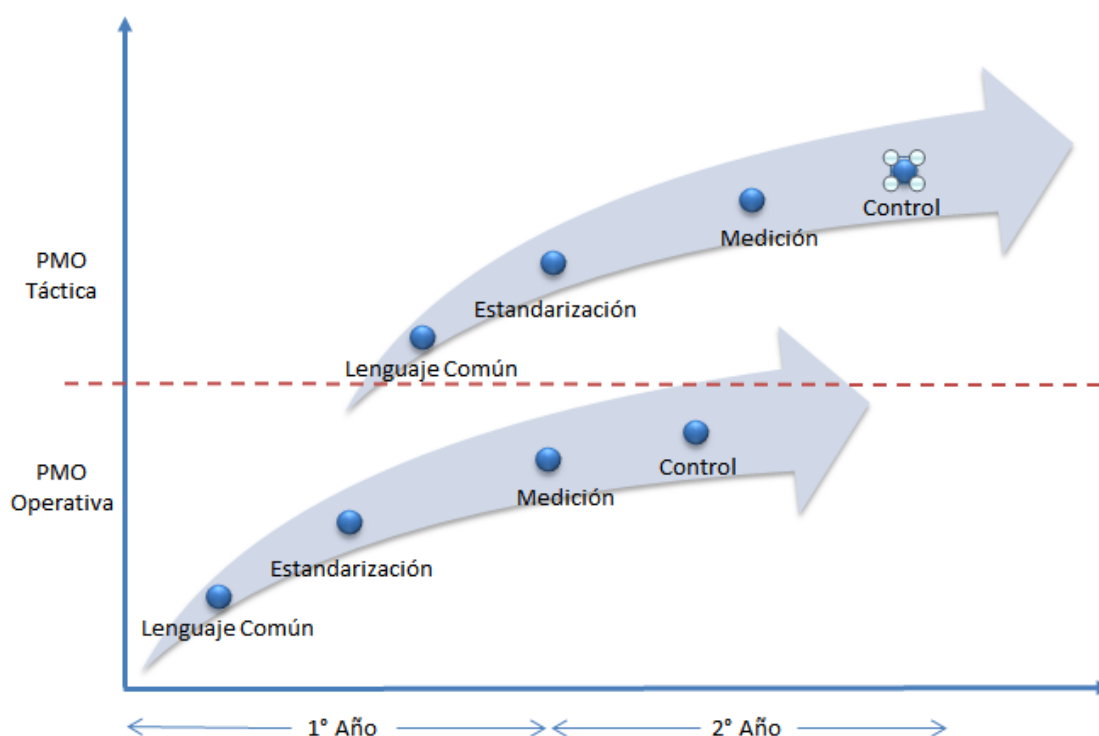 Control
Medición
PMO
Táctica
Estandarización
Lenguaje Común
PMO
Operativa
Control
Medición
Estandarización
Lenguaje Común
1° Año
2° Año